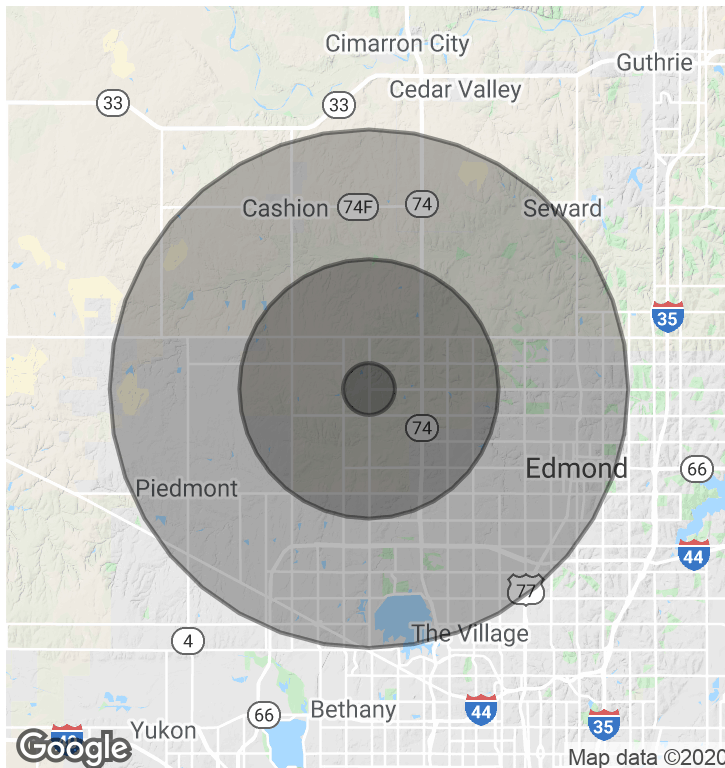 Cimarron City
Guthrie
Cedar Valley
33
33
Cashion
74F
74
Seward
35
74
Edmond
66
Piedmont
44
77
The Village
4
Bethany
66
44
35
Yukon
Google
Map data ©2020